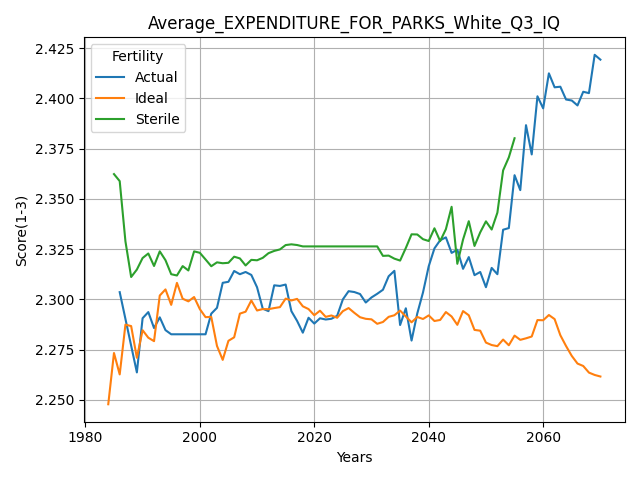 Average_EXPENDITURE_FOR_PARKS_White_Q3_IQ
Fertility
Actual
Ideal
Sterile
Score(1-3)
2.425
2.400
2.375
2.350
2.325
2.300
2.275
2.250
1980
2000
2020
2040
2060
Years